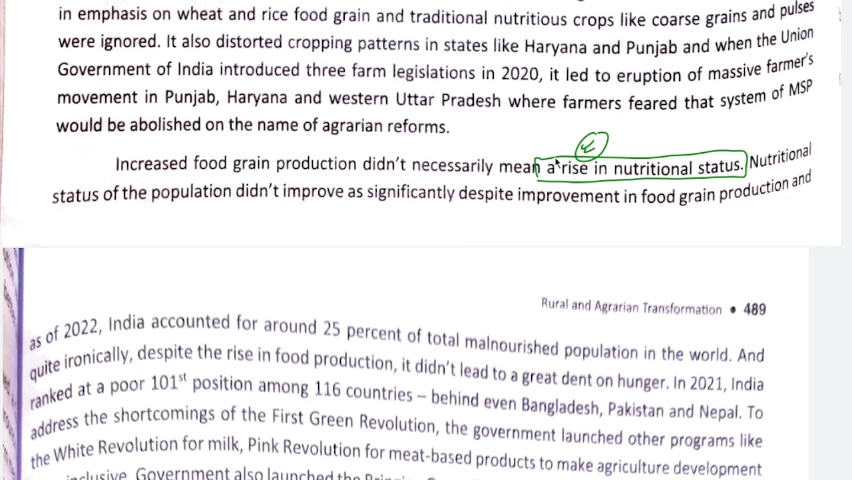 in emphasis on wheat and rice food grain and traditional nutritious crops like coarse grains and pulses
were ignored. It also distorted cropping patterns in states like Haryana and Punjab and when the Union
Government of India introduced three farm legislations in 2020, it led to eruption of massive farmer's
movement in Punjab, Haryana and western Uttar Pradesh where farmers feared that system of MSP
would be abolished on the name of agrarian reforms.
Increased food grain production didn't necessarily mean a rise in nutritional status. Nutritional
status of the population didn't improve as significantly despite improvement in food grain production and
Rural and Agrarian Transformation • 489
as of 2022, India accounted for around 25 percent of total malnourished population in the world. And
quite ironically, despite the rise in food production, it didn't lead to a great dent on hunger. In 2021, India
ranked at a poor 101st position among 116 countries – behind even Bangladesh, Pakistan and Nepal. To
address the shortcomings of the First Green Revolution, the government launched other programs like
the White Revolution for milk, Pink Revolution for meat-based products to make agriculture development
inclusive. Government also launched the